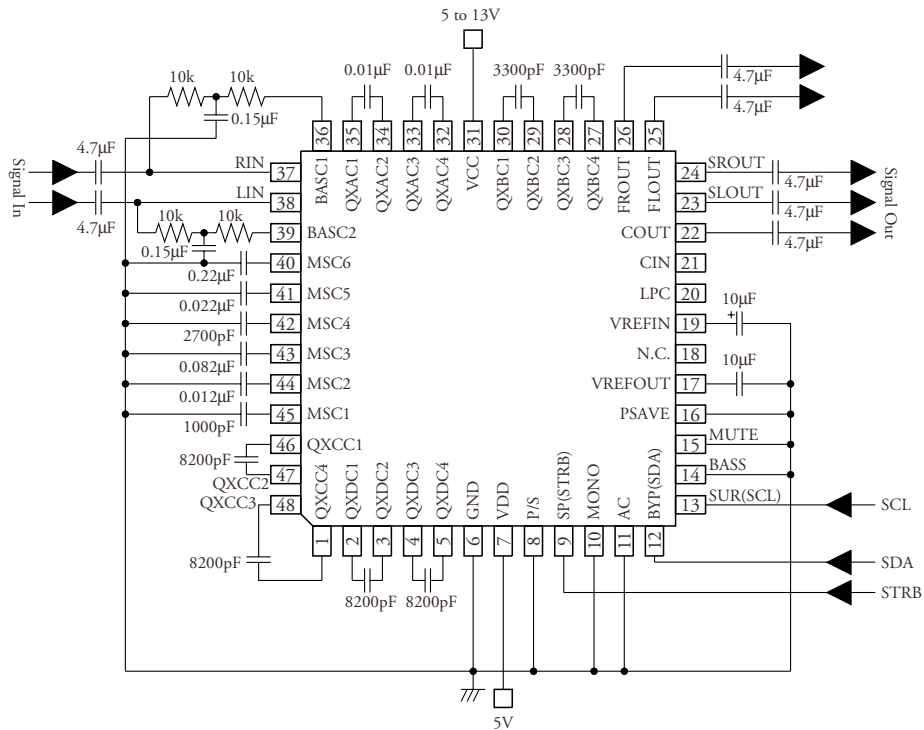 5 to 13V
10k
10k
0.15μF
0.01μF
0.01μF
3300pF
3300pF
4.7μF
4.7μF
36
35
34
33
32
31
30
29
28
27
26
25
BASC1
QXAC1
QXAC2
QXAC3
QXAC4
VCC
QXBC1
QXBC2
QXBC3
QXBC4
FROUT
FLOUT
Signal In
4.7μF
4.7μF
RIN
37
LIN
38
10k
10k
0.15μF
39
BASC2
0.22μF
40
MSC6
0.022μF
41
MSC5
2700pF
42
MSC4
0.082μF
43
MSC3
0.012μF
44
MSC2
1000pF
45
MSC1
46
QXCC1
8200pF
47
QXCC2
QXCC3
48
8200pF
24
SROUT
4.7μF
23
SLOUT
4.7μF
COUT
22
4.7μF
Signal Out
CIN
21
LPC
20
VREFIN
19
10μF
+
N.C.
18
VREFOUT
17
10μF
PSAVE
16
15
MUTE
14
BASS
13
SUR(SCL)
SCL
QXCC4
QXDC1
QXDC2
QXDC3
QXDC4
GND
VDD
P/S
SP(STRB)
MONO
AC
BYP(SDA)
1
2
3
4
5
6
7
8
9
10
11
12
8200pF
8200pF
SDA
STRB
5V